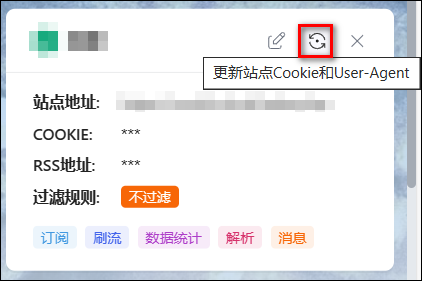 更新站点Cookie和User-Agent
站点地址:
COOKIE: ***
RSS地址: ***
过滤规则: 不过滤
订阅 刷流 数据统计 解析 消息